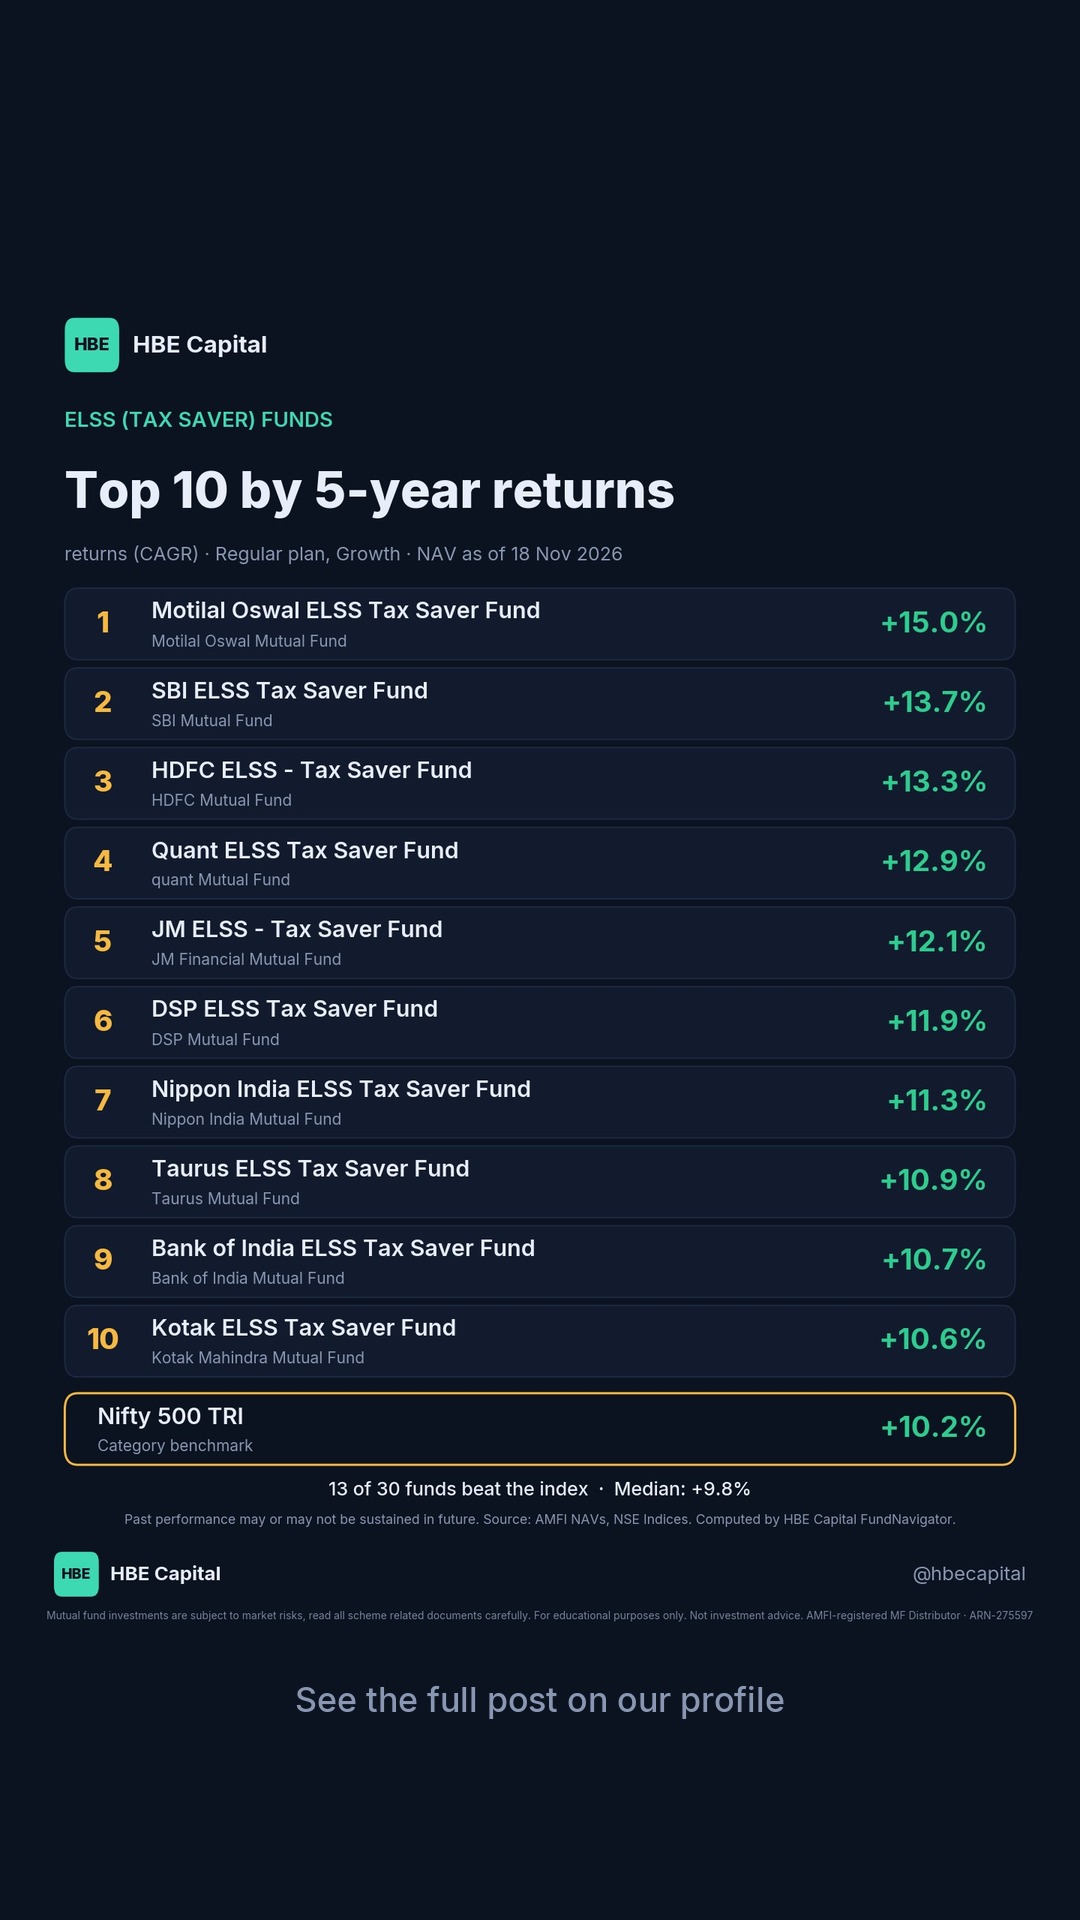 HBE HBE Capital
ELSS (TAX SAVER) FUNDS
Top 10 by 5-year returns
returns (CAGR) · Regular plan, Growth · NAV as of 18 Nov 2026
1 Motilal Oswal ELSS Tax Saver Fund +15.0%
Motilal Oswal Mutual Fund
2 SBI ELSS Tax Saver Fund +13.7%
SBI Mutual Fund
3 HDFC ELSS - Tax Saver Fund +13.3%
HDFC Mutual Fund
4 Quant ELSS Tax Saver Fund +12.9%
quant Mutual Fund
5 JM ELSS - Tax Saver Fund +12.1%
JM Financial Mutual Fund
6 DSP ELSS Tax Saver Fund +11.9%
DSP Mutual Fund
7 Nippon India ELSS Tax Saver Fund +11.3%
Nippon India Mutual Fund
8 Taurus ELSS Tax Saver Fund +10.9%
Taurus Mutual Fund
9 Bank of India ELSS Tax Saver Fund +10.7%
Bank of India Mutual Fund
10 Kotak ELSS Tax Saver Fund +10.6%
Kotak Mahindra Mutual Fund
Nifty 500 TRI +10.2%
Category benchmark
13 of 30 funds beat the index · Median: +9.8%
Past performance may or may not be sustained in future. Source: AMFI NAVs, NSE Indices. Computed by HBE Capital FundNavigator.
HBE HBE Capital @hbecapital
Mutual fund investments are subject to market risks, read all scheme related documents carefully. For educational purposes only. Not investment advice. AMFI-registered MF Distributor · ARN-275597
See the full post on our profile